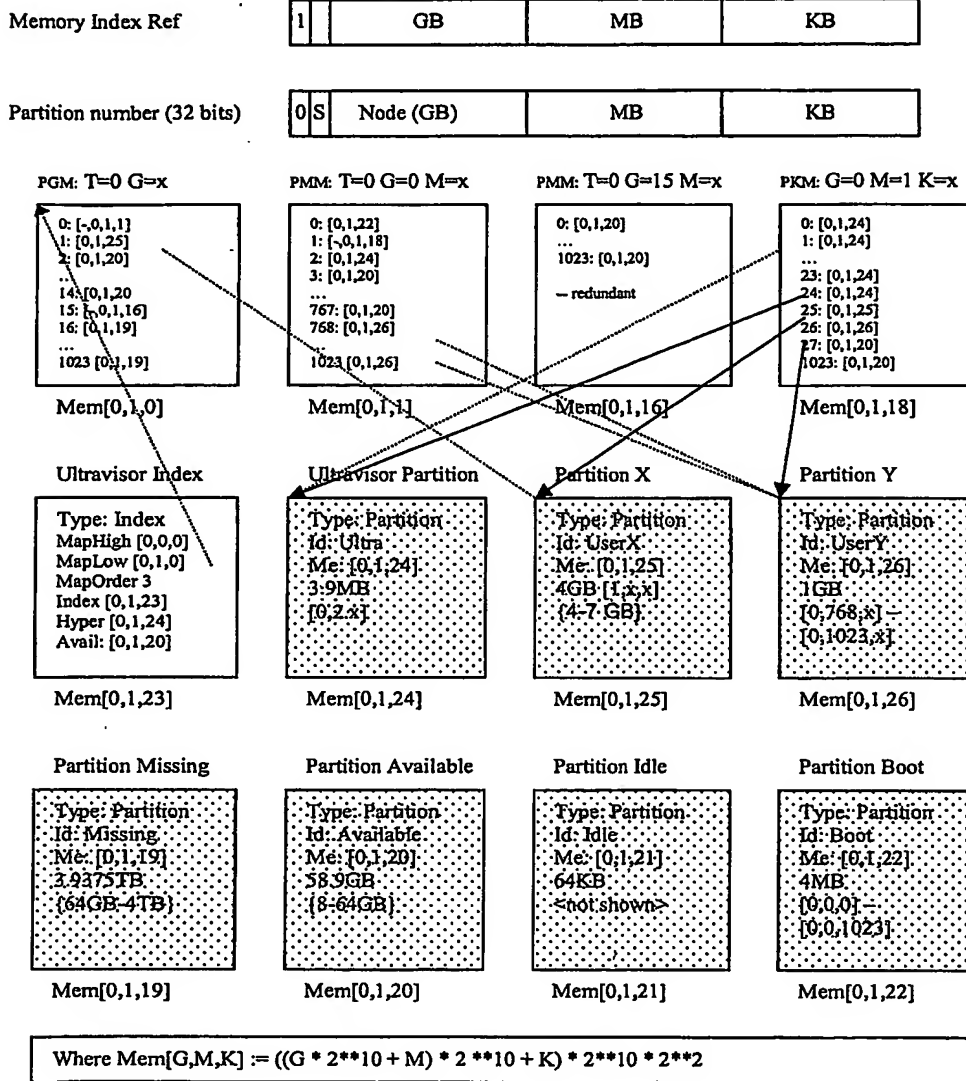 Memory Index Ref
1 GB MB KB
Partition number (32 bits)
0 S Node (GB) MB KB
PGM: T=0 G=x
0: [-,0,1,1]
1: [0,1,25]
2: [0,1,20]
...
14: [0,1,20
15: [-,0,1,16]
16: [0,1,19]
...
1023 [0,1,19]
Mem[0,1,0]
PMM: T=0 G=0 M=x
0: [0,1,22]
1: [-,0,1,18]
2: [0,1,24]
3: [0,1,20]
...
767: [0,1,20]
768: [0,1,26]
...
1023 [0,1,26]
Mem[0,1,1]
PMM: T=0 G=15 M=x
0: [0,1,20]
...
1023: [0,1,20]
– redundant
Mem[0,1,16]
PKM: G=0 M=1 K=x
0: [0,1,24]
1: [0,1,24]
...
23: [0,1,24]
24: [0,1,24]
25: [0,1,25]
26: [0,1,26]
27: [0,1,20]
1023: [0,1,20]
Mem[0,1,18]
Ultravisor Index
Type: Index
MapHigh [0,0,0]
MapLow [0,1,0]
MapOrder 3
Index [0,1,23]
Hyper [0,1,24]
Avail: [0,1,20]
Mem[0,1,23]
Ultravisor Partition
Type: Partition
Id: Ultra
Me: [0,1,24]
3.9MB
[0,2,x]
Mem[0,1,24]
Partition X
Type: Partition
Id: UserX
Me: [0,1,25]
4GB [1,x,x]
{4-7 GB}
Mem[0,1,25]
Partition Y
Type: Partition
Id: UserY
Me: [0,1,26]
1GB
[0,768,x] –
[0,1023,x]
Mem[0,1,26]
Partition Missing
Type: Partition
Id: Missing
Me: [0,1,19]
3.9375TB
{64GB-4TB}
Mem[0,1,19]
Partition Available
Type: Partition
Id: Available
Me: [0,1,20]
58.9GB
{8-64GB}
Mem[0,1,20]
Partition Idle
Type: Partition
Id: Idle
Me: [0,1,21]
64KB
<not shown>
Mem[0,1,21]
Partition Boot
Type: Partition
Id: Boot
Me: [0,1,22]
4MB
[0,0,0] –
[0,0,1023]
Mem[0,1,22]
Where Mem[G,M,K] := ((G * 2**10 + M) * 2 **10 + K) * 2**10 * 2**2